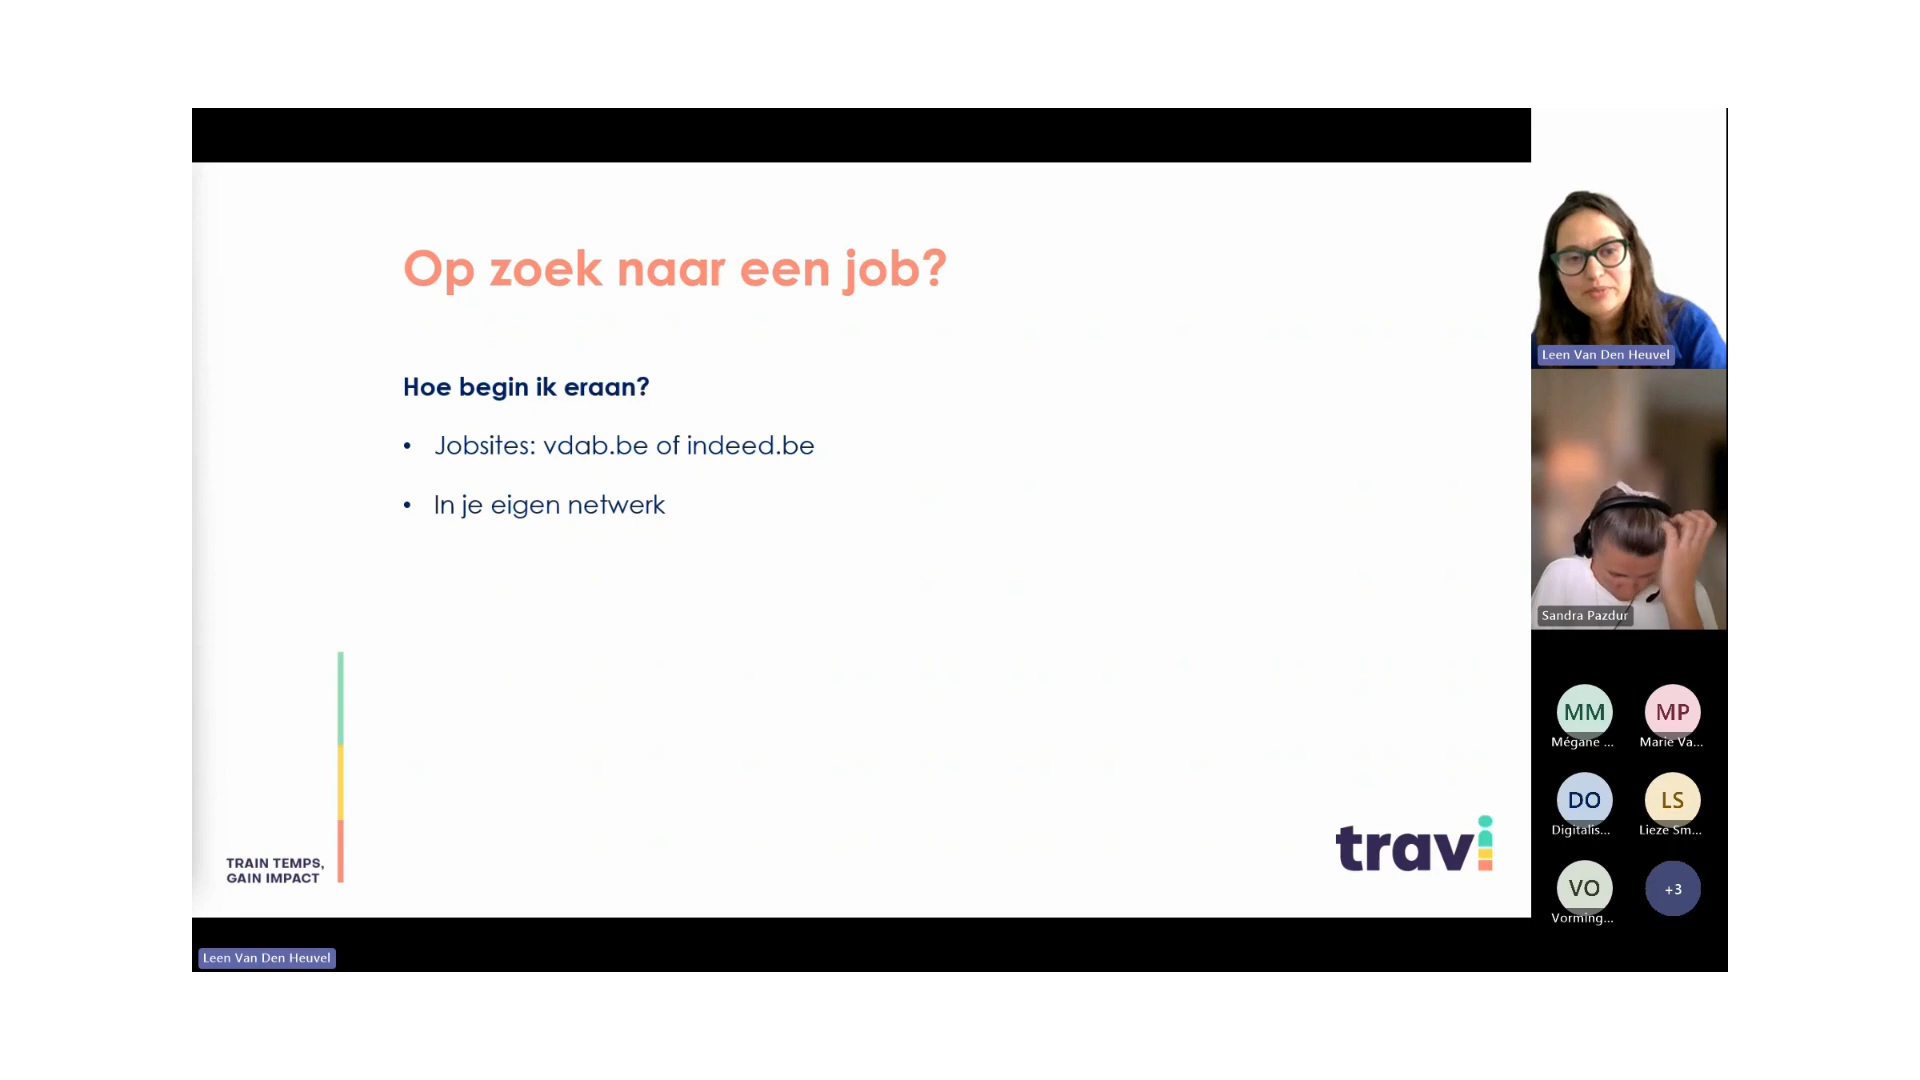 Op zoek naar een job?
Hoe begin ik eraan?
• Jobsites: vdab.be of indeed.be
• In je eigen netwerk
TRAIN TEMPS,
GAIN IMPACT
travi
Leen Van Den Heuvel
Leen Van Den Heuvel
Sandra Pazdur
MM MP
Mégane ... Marie Va...
DO LS
Digitalis... Lieze Sm...
VO +3
Vorming...